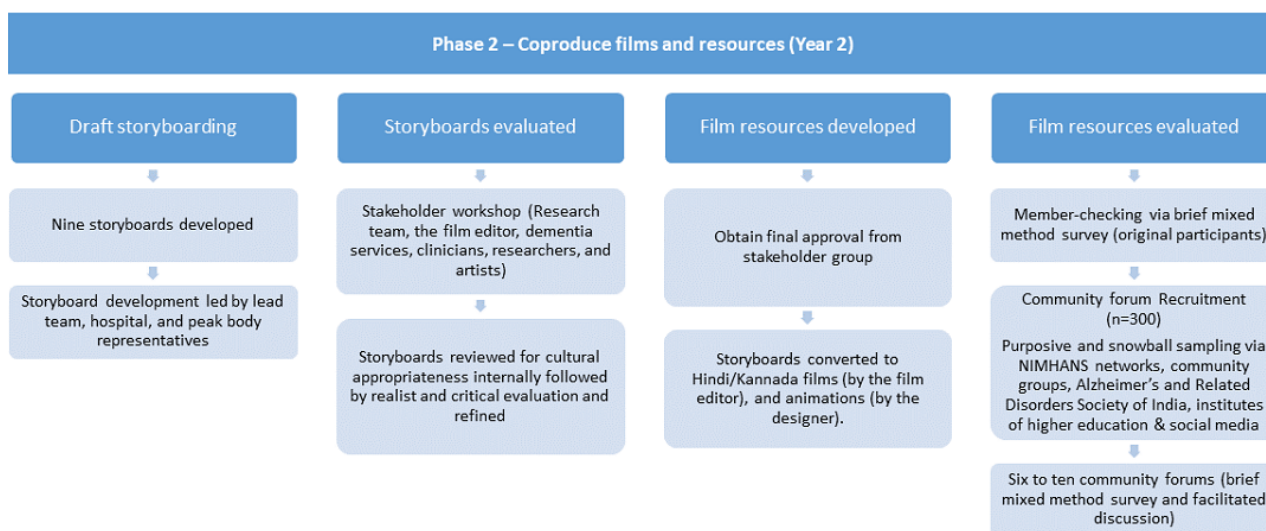 Phase 2 – Coproduce films and resources (Year 2)
Draft storyboarding
Nine storyboards developed
Storyboard development led by lead
team, hospital, and peak body
representatives
Storyboards evaluated
Stakeholder workshop (Research
team, the film editor, dementia
services, clinicians, researchers, and
artists)
Storyboards reviewed for cultural
appropriateness internally followed
by realist and critical evaluation and
refined
Film resources developed
Obtain final approval from
stakeholder group
Storyboards converted to
Hindi/Kannada films (by the film
editor), and animations (by the
designer).
Film resources evaluated
Member-checking via brief mixed
method survey (original participants)
Community forum Recruitment
(n=300)
Purposive and snowball sampling via
NIMHANS networks, community
groups, Alzheimer's and Related
Disorders Society of India, institutes
of higher education & social media
Six to ten community forums (brief
mixed method survey and facilitated
discussion)